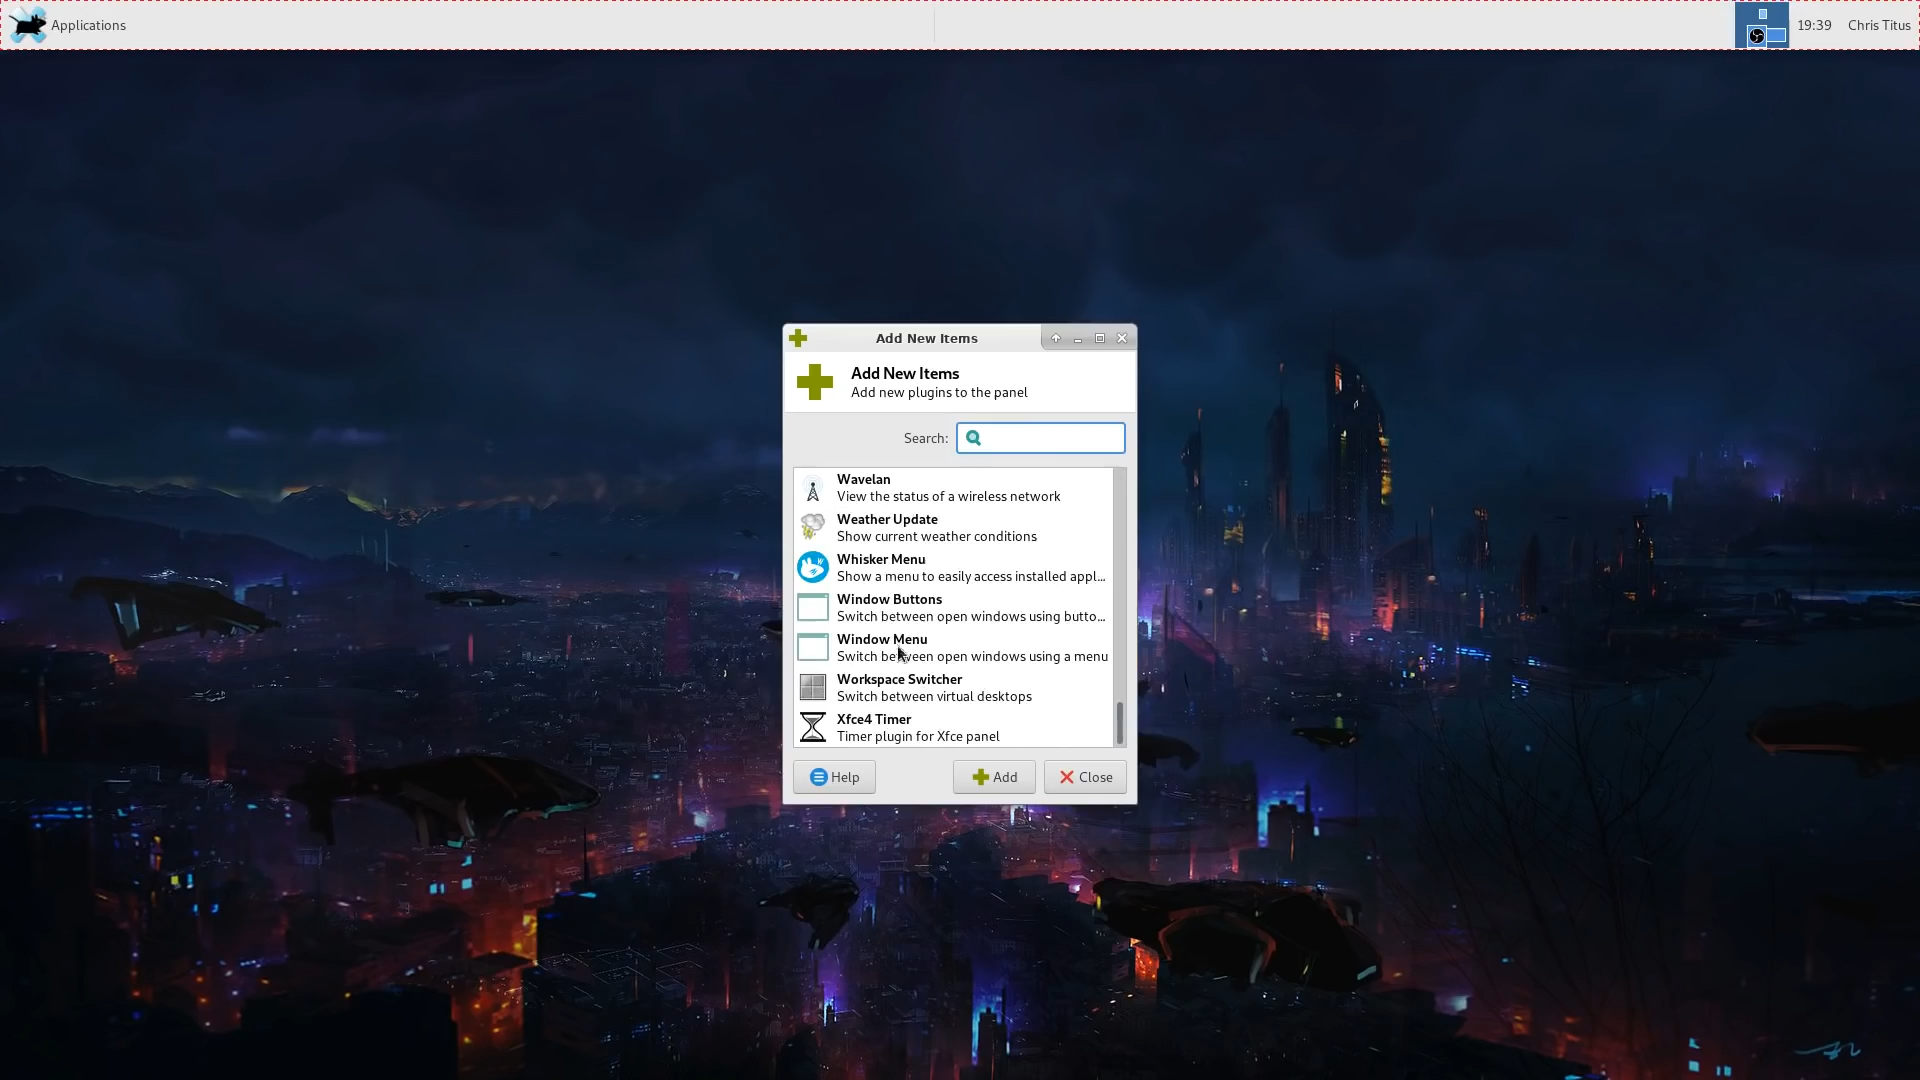 Applications
19:39
Chris Titus
Add New Items
Add New Items
Add new plugins to the panel
Search:
Wavelan
View the status of a wireless network
Weather Update
Show current weather conditions
Whisker Menu
Show a menu to easily access installed appl...
Window Buttons
Switch between open windows using butto...
Window Menu
Switch between open windows using a menu
Workspace Switcher
Switch between virtual desktops
Xfce4 Timer
Timer plugin for Xfce panel
Help
Add
Close